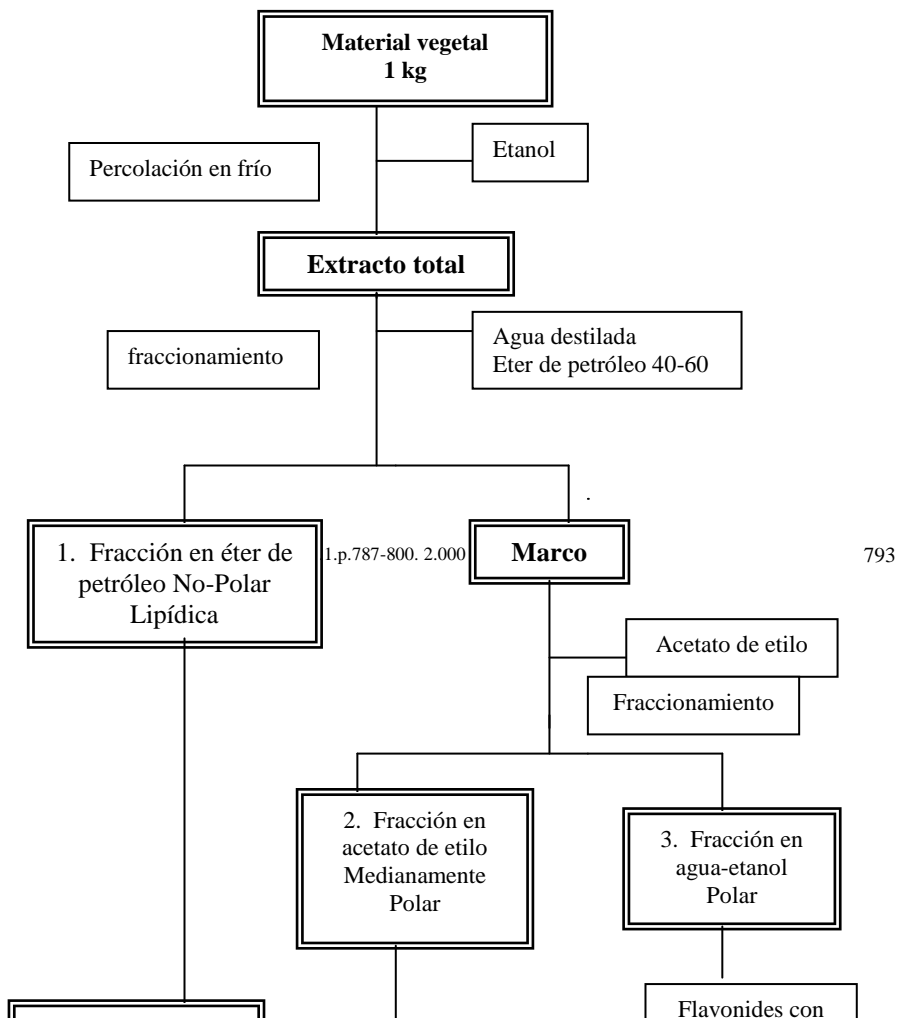 Material vegetal
1 kg
Etanol
Percolación en frío
Extracto total
fraccionamiento
Agua destilada
Eter de petróleo 40-60
.
1. Fracción en éter de
petróleo No-Polar
Lipídica
1.p.787-800. 2.000
Marco
793
Acetato de etilo
Fraccionamiento
2. Fracción en
acetato de etilo
Medianamente
Polar
3. Fracción en
agua-etanol
Polar
Flavonides con